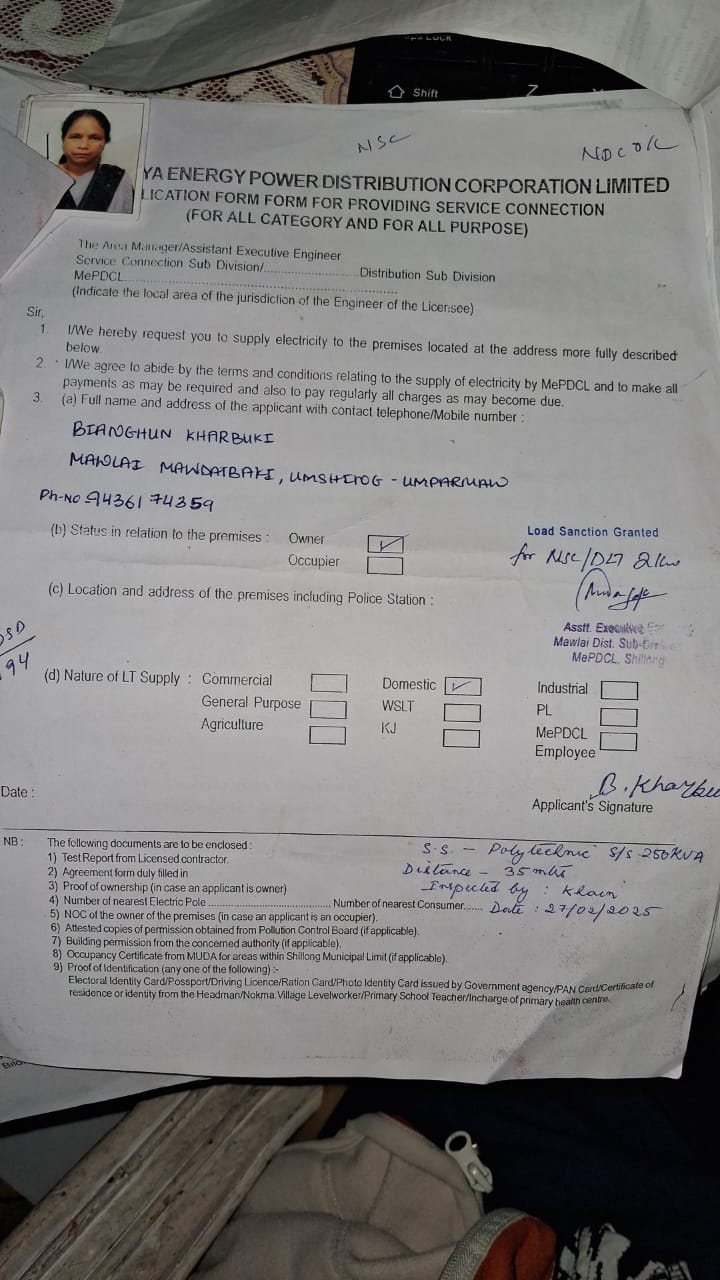 Shift
Z
NSC
NDC O/C
YA ENERGY POWER DISTRIBUTION CORPORATION LIMITED
LICATION FORM FORM FOR PROVIDING SERVICE CONNECTION
(FOR ALL CATEGORY AND FOR ALL PURPOSE)
The Area Manager/Assistant Executive Engineer
Service Connection Sub Division/............................Distribution Sub Division
MePDCL..............................................................................
(Indicate the local area of the jurisdiction of the Engineer of the Licensee)
Sir,
1. I/We hereby request you to supply electricity to the premises located at the address more fully described
below.
2. I/We agree to abide by the terms and conditions relating to the supply of electricity by MePDCL and to make all
payments as may be required and also to pay regularly all charges as may become due.
3. (a) Full name and address of the applicant with contact telephone/Mobile number :
BIANGHUN KHARBUKI
MAWLAI MAWDATBAKI, UMSHING - UMPARMAW
Ph-No 94361 74359
(b) Status in relation to the premises : Owner
Occupier
Load Sanction Granted
for NSC/DLT 2kw
(c) Location and address of the premises including Police Station :
Asstt. Executive
Mawlai Dist. Sub-
MePDCL, Shillong
94
(d) Nature of LT Supply : Commercial Domestic Industrial
General Purpose WSLT PL
Agriculture KJ MePDCL
Employee
B. Kharbu
Date :
Applicant's Signature
NB : The following documents are to be enclosed :
S.S. - Polytechnic S/S 250KVA
1) Test Report from Licensed contractor.
Distance - 35 mts
2) Agreement form duly filled in
Inspected by : Khain
3) Proof of ownership (in case an applicant is owner)
4) Number of nearest Electric Pole ........................................ Number of nearest Consumer.......
Date : 27/02/2025
5) NOC of the owner of the premises (in case an applicant is occupier).
6) Attested copies of permission obtained from Pollution Control Board (if applicable).
7) Building permission from the concerned authority (if applicable).
8) Occupancy Certificate from MUDA for areas within Shillong Municipal Limit (if applicable).
9) Proof of Identification (any one of the following) :-
Electoral Identity Card/Possport/Driving Licence/Ration Card/Photo Identity Card issued by Government agency/PAN Card/Certificate of
residence or identity from the Headman/Nokma Village Levelworker/Primary School Teacher/Incharge of primary health centre.